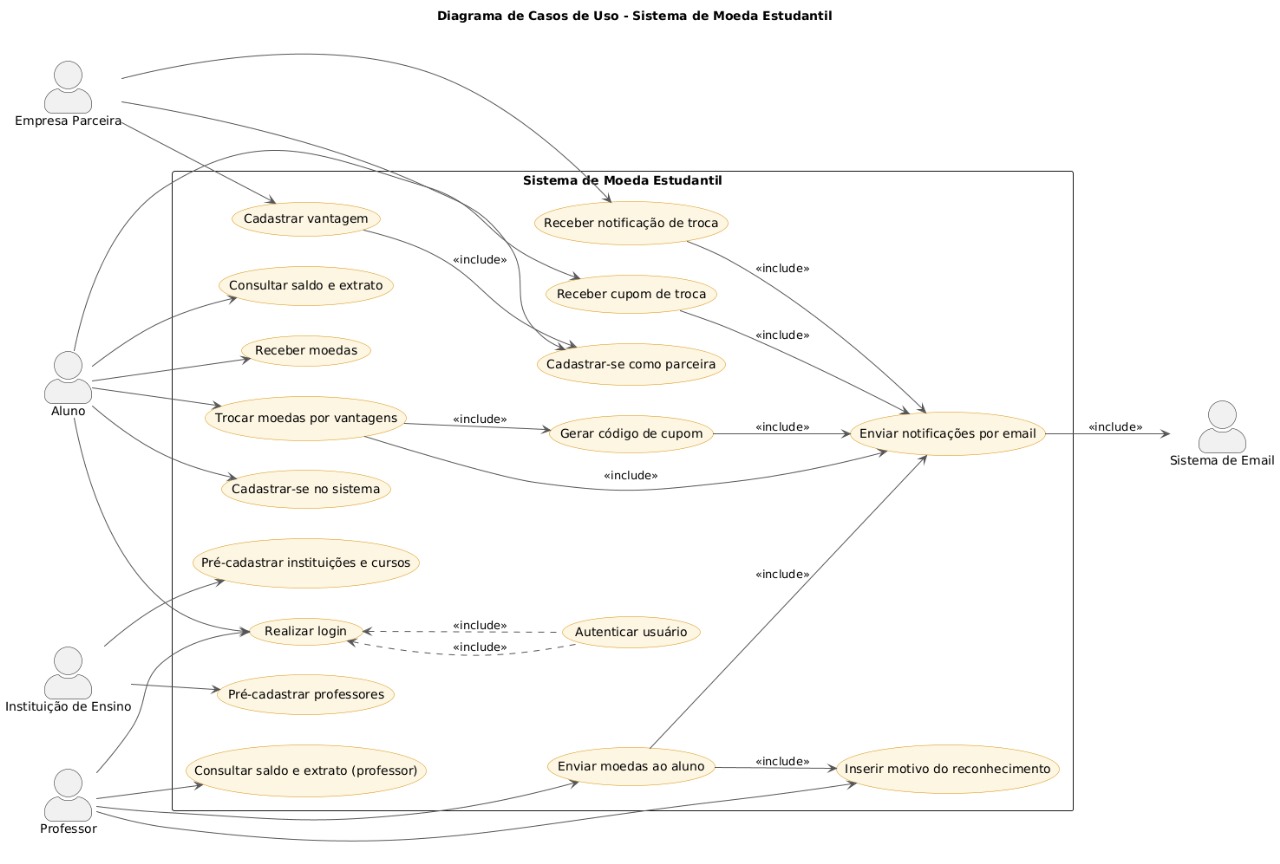 Diagrama de Casos de Uso - Sistema de Moeda Estudantil
Empresa Parceira
Sistema de Moeda Estudantil
Cadastrar vantagem
Receber notificação de troca
«include»
«include»
Consultar saldo e extrato
Receber cupom de troca
«include»
Receber moedas
Cadastrar-se como parceira
Aluno
Trocar moedas por vantagens
«include»
Gerar código de cupom
«include»
Enviar notificações por email
«include»
Sistema de Email
«include»
Cadastrar-se no sistema
Pré-cadastrar instituições e cursos
«include»
Realizar login
«include»
«include»
Autenticar usuário
Instituição de Ensino
Pré-cadastrar professores
Consultar saldo e extrato (professor)
Enviar moedas ao aluno
«include»
Inserir motivo do reconhecimento
Professor